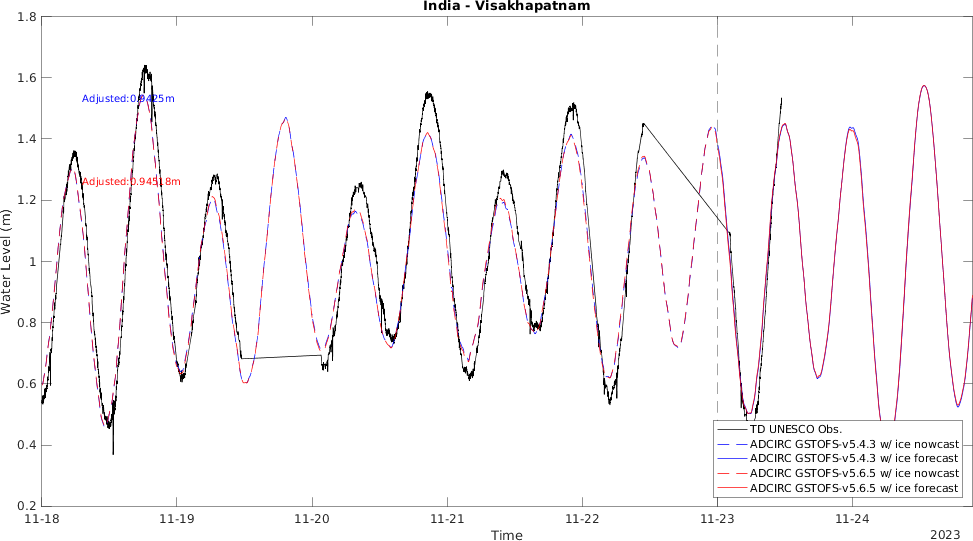 India - Visakhapatnam
1.8
1.6
1.4
1.2
1
0.8
0.6
0.4
0.2
Water Level (m)
Adjusted:0.9425m
Adjusted:0.94518m
TD UNESCO Obs.
ADCIRC GSTOFS-v5.4.3 w/ ice nowcast
ADCIRC GSTOFS-v5.4.3 w/ ice forecast
ADCIRC GSTOFS-v5.6.5 w/ ice nowcast
ADCIRC GSTOFS-v5.6.5 w/ ice forecast
11-18 11-19 11-20 11-21 11-22 11-23 11-24
Time
2023